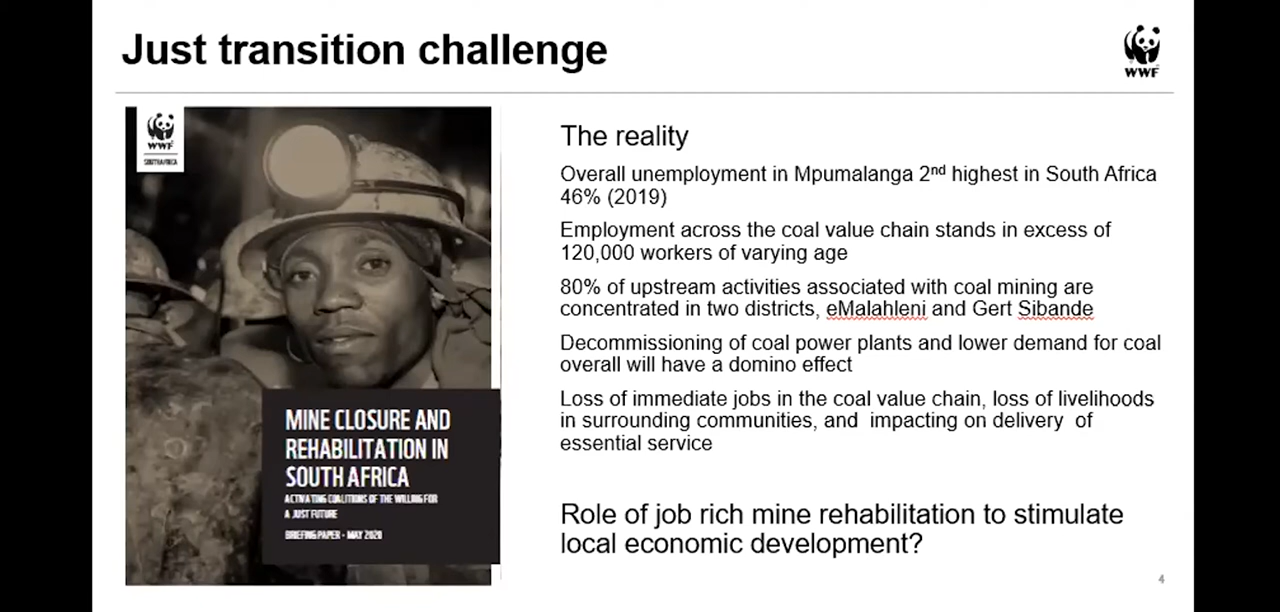 Just transition challenge
WWF
WWF
SOUTH AFRICA
MINE CLOSURE AND
REHABILITATION IN
SOUTH AFRICA
ACTIVATING COALITIONS OF THE WILLING FOR
A JUST FUTURE
BRIEFING PAPER - MAY 2020
The reality
Overall unemployment in Mpumalanga 2nd highest in South Africa
46% (2019)
Employment across the coal value chain stands in excess of
120,000 workers of varying age
80% of upstream activities associated with coal mining are
concentrated in two districts, eMalahleni and Gert Sibande
Decommissioning of coal power plants and lower demand for coal
overall will have a domino effect
Loss of immediate jobs in the coal value chain, loss of livelihoods
in surrounding communities, and  impacting on delivery  of
essential service
Role of job rich mine rehabilitation to stimulate
local economic development?
4